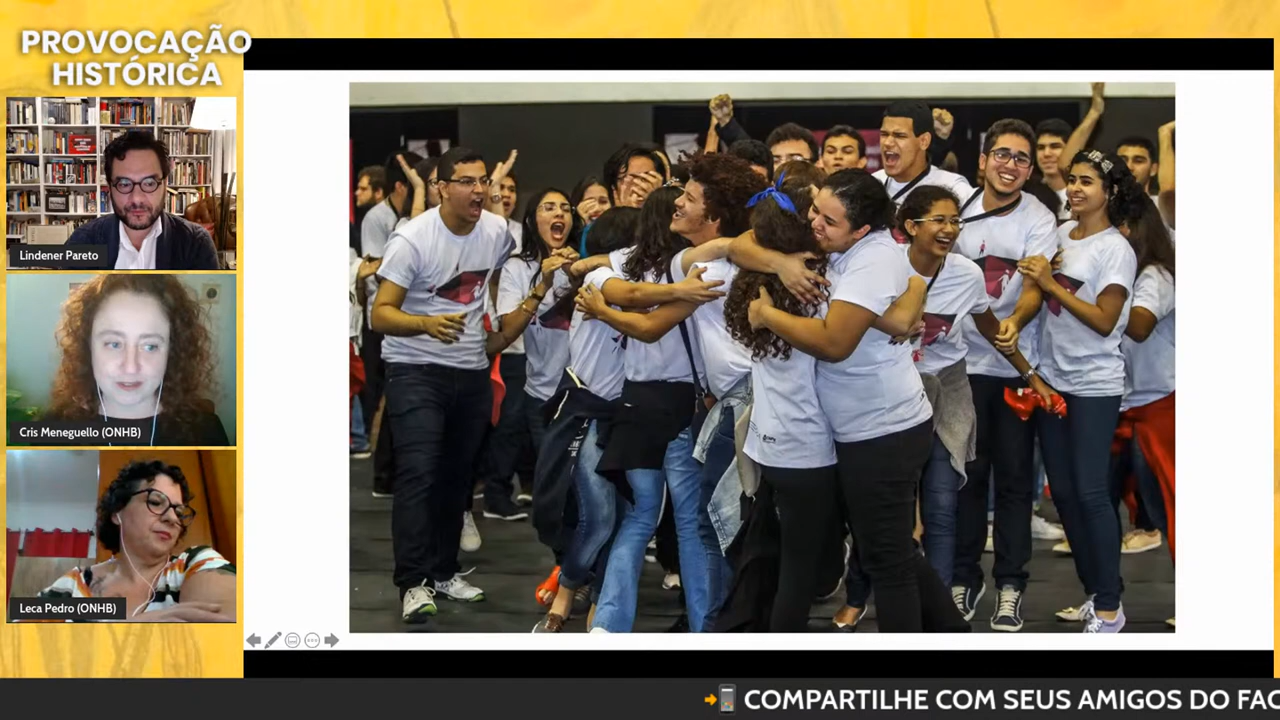 PROVOCAÇÃO
HISTÓRICA
Lindener Pareto
Cris Meneguello (ONHB)
Leca Pedro (ONHB)
COMPARTILHE COM SEUS AMIGOS DO FAC